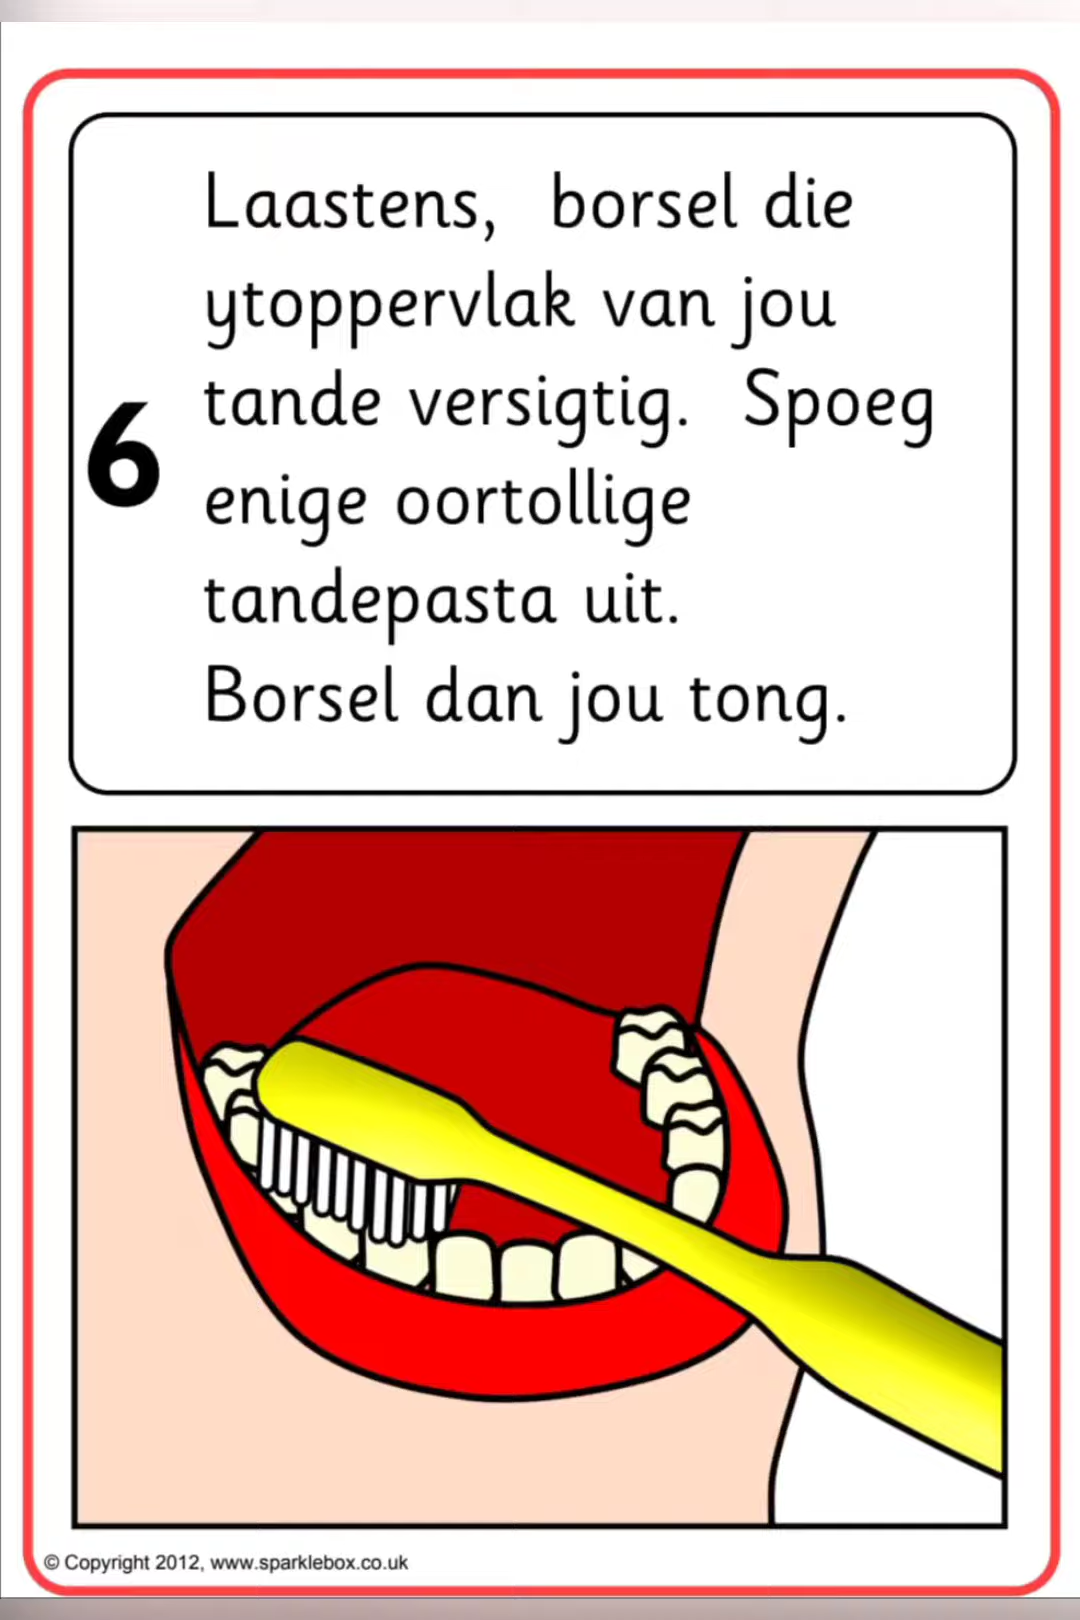 Laastens, borsel die
ytoppervlak van jou
tande versigtig. Spoeg
6
enige oortollige
tandepasta uit.
Borsel dan jou tong.
© Copyright 2012, www.sparklebox.co.uk